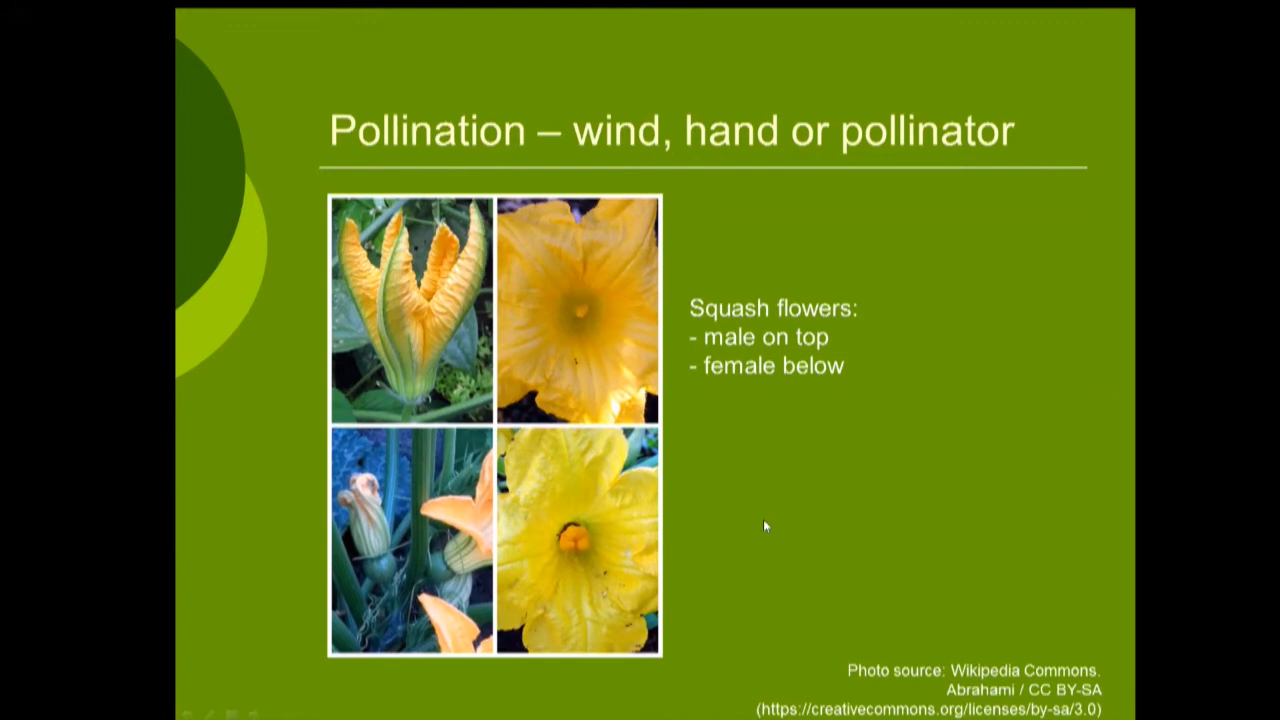 Pollination – wind, hand or pollinator
Squash flowers:
- male on top
- female below
Photo source: Wikipedia Commons.
Abrahami / CC BY-SA
(https://creativecommons.org/licenses/by-sa/3.0)